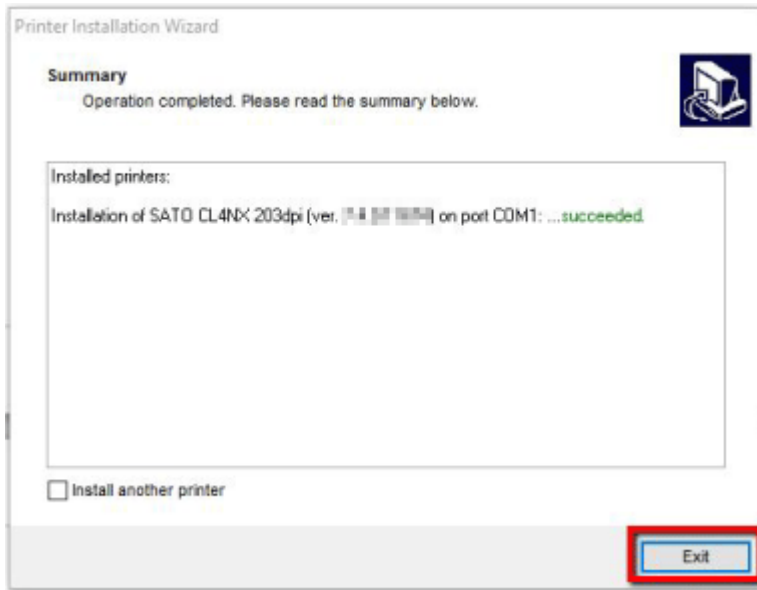 Printer Installation Wizard
Summary
Operation completed. Please read the summary below.
Installed printers:
Installation of SATO CL4NX 203dpi (ver. ) on port COM1: ...succeeded.
Install another printer
Exit